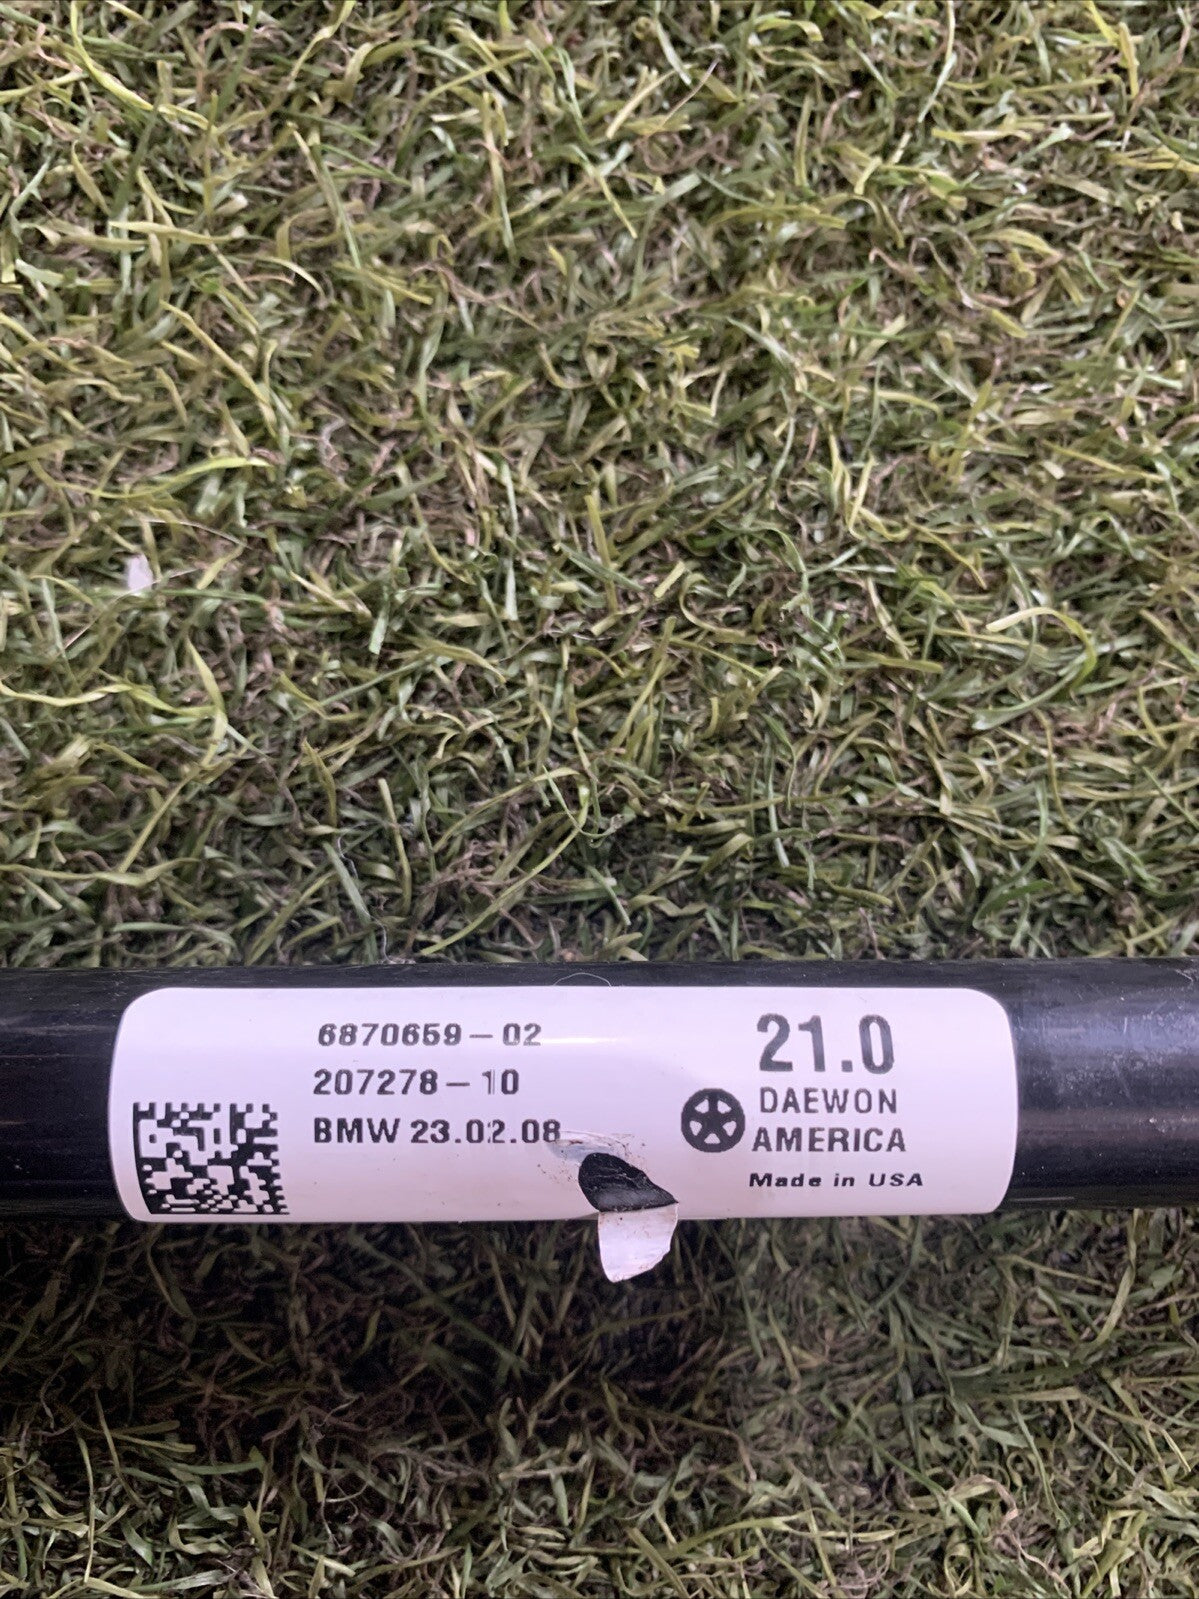 6870659-02
207278-10
BMW 23.02.08
21.0
DAEWON
AMERICA
Made in USA